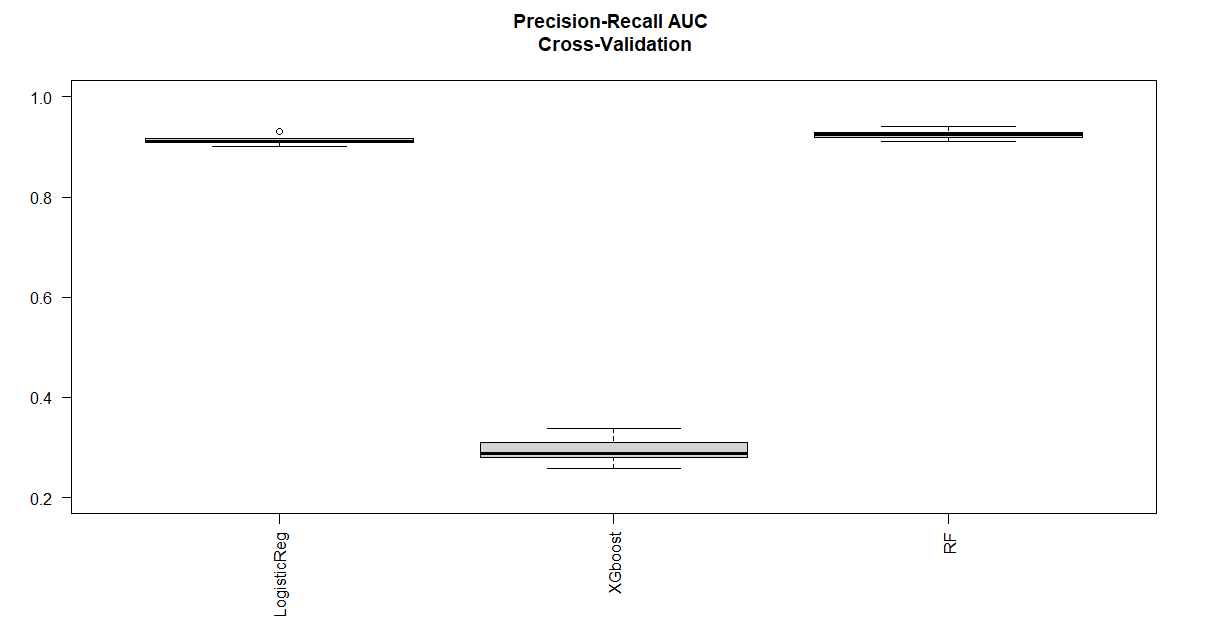 Precision-Recall AUC
Cross-Validation
1.0
0.8
0.6
0.4
0.2
LogisticReg
XGboost
RF